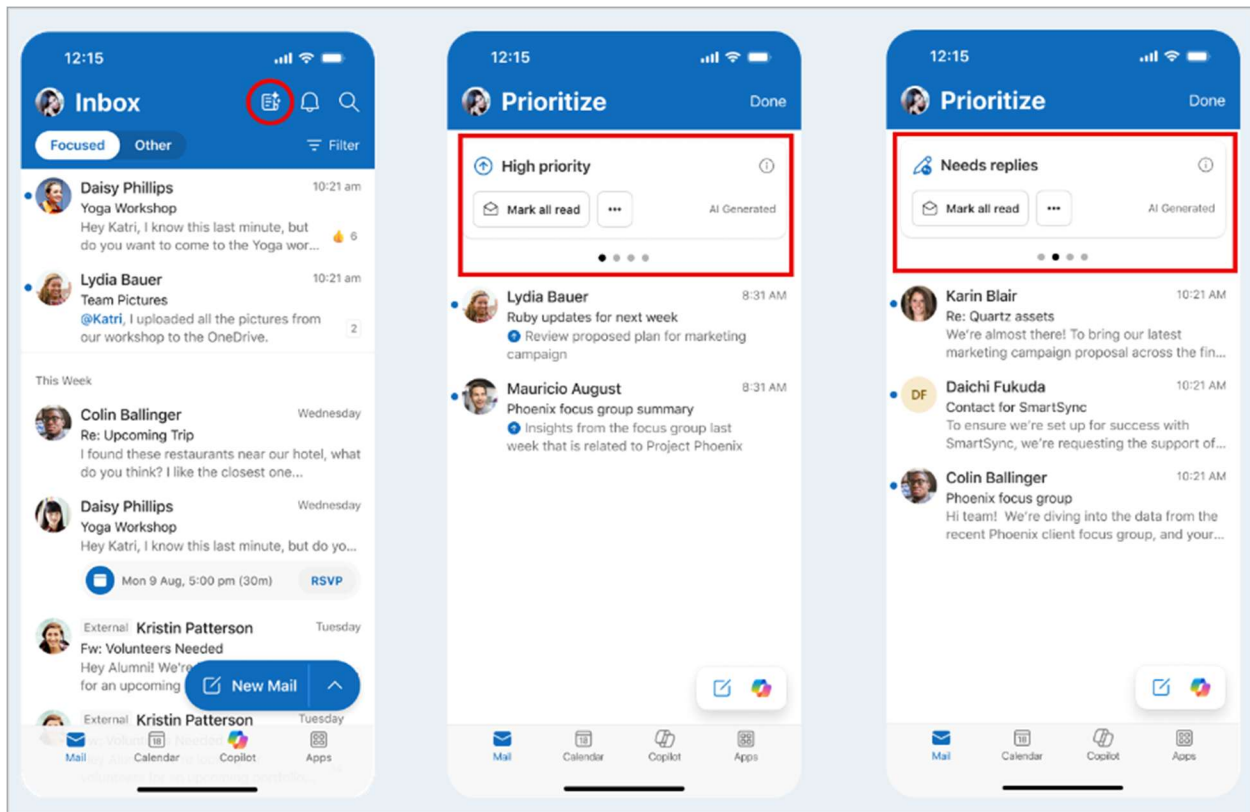 12:15
Inbox
Focused Other Filter
Daisy Phillips 10:21 am
Yoga Workshop
Hey Katri, I know this last minute, but
do you want to come to the Yoga wor... 👍 6
Lydia Bauer 10:21 am
Team Pictures
@Katri, I uploaded all the pictures from
our workshop to the OneDrive. 2
This Week
Colin Ballinger Wednesday
Re: Upcoming Trip
I found these restaurants near our hotel, what
do you think? I like the closest one...
Daisy Phillips Wednesday
Yoga Workshop
Hey Katri, I know this last minute, but do yo...
Mon 9 Aug, 5:00 pm (30m) RSVP
External Kristin Patterson Tuesday
Fw: Volunteers Needed
Hey Alumni! We're
for an upcoming
New Mail
External Kristin Patterson Tuesday
Fw: Volunteers Needed
18
Mail Calendar Copilot Apps
12:15
Prioritize Done
High priority
Mark all read ... AI Generated
Lydia Bauer 8:31 AM
Ruby updates for next week
Review proposed plan for marketing
campaign
Mauricio August 8:31 AM
Phoenix focus group summary
Insights from the focus group last
week that is related to Project Phoenix
18
Mail Calendar Copilot Apps
12:15
Prioritize Done
Needs replies
Mark all read ... AI Generated
Karin Blair 10:21 AM
Re: Quartz assets
We're almost there! To bring our latest
marketing campaign proposal across the fin...
DF
Daichi Fukuda 10:21 AM
Contact for SmartSync
To ensure we're set up for success with
SmartSync, we're requesting the support of...
Colin Ballinger 10:21 AM
Phoenix focus group
Hi team! We're diving into the data from the
recent Phoenix client focus group, and your...
18
Mail Calendar Copilot Apps